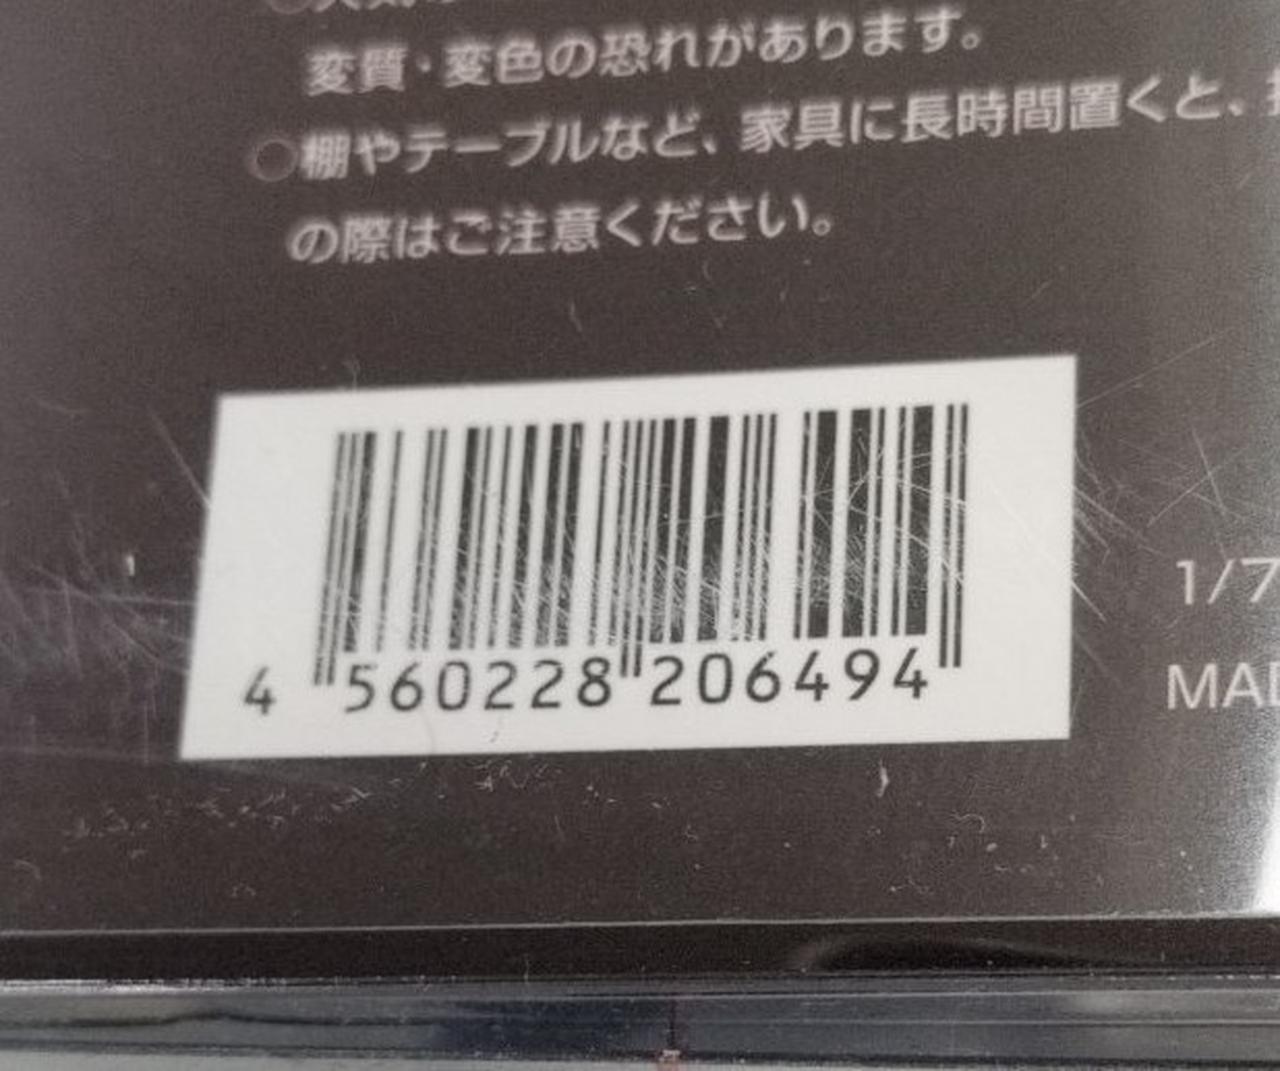 変質・変色の恐れがあります。
○棚やテーブルなど、家具に長時間置くと、
の際はご注意ください。
1/7
4 560228 206494